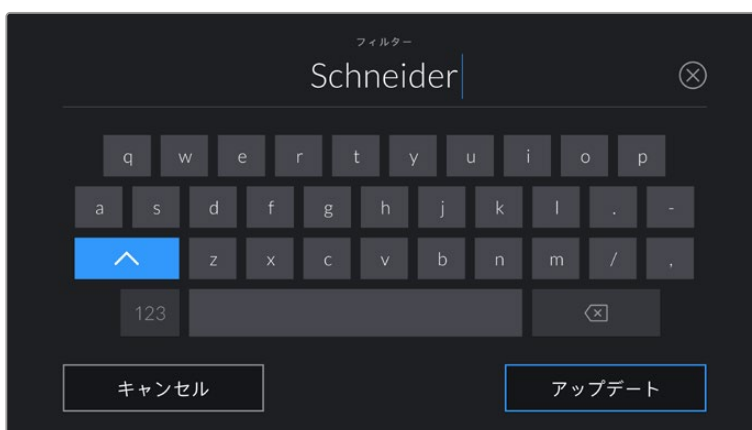 フィルター
Schneider
q w e r t y u i o p
a s d f g h j k l . -
z x c v b n m / ,
123
キャンセル アップデート